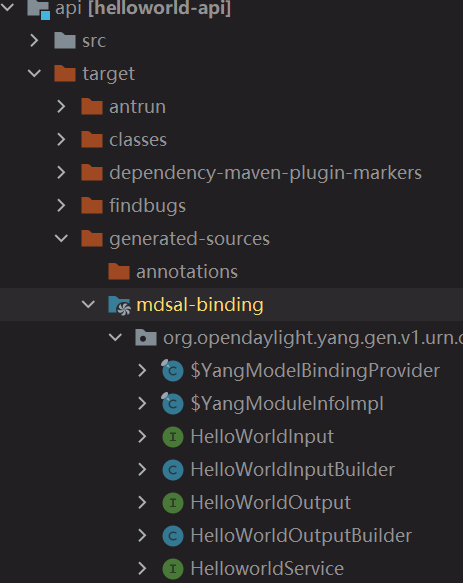 api [helloworld-api]
src
target
antrun
classes
dependency-maven-plugin-markers
findbugs
generated-sources
annotations
mdsal-binding
org.opendaylight.yang.gen.v1.urn.
$YangModelBindingProvider
$YangModuleInfoImpl
HelloWorldInput
HelloWorldInputBuilder
HelloWorldOutput
HelloWorldOutputBuilder
HelloworldService